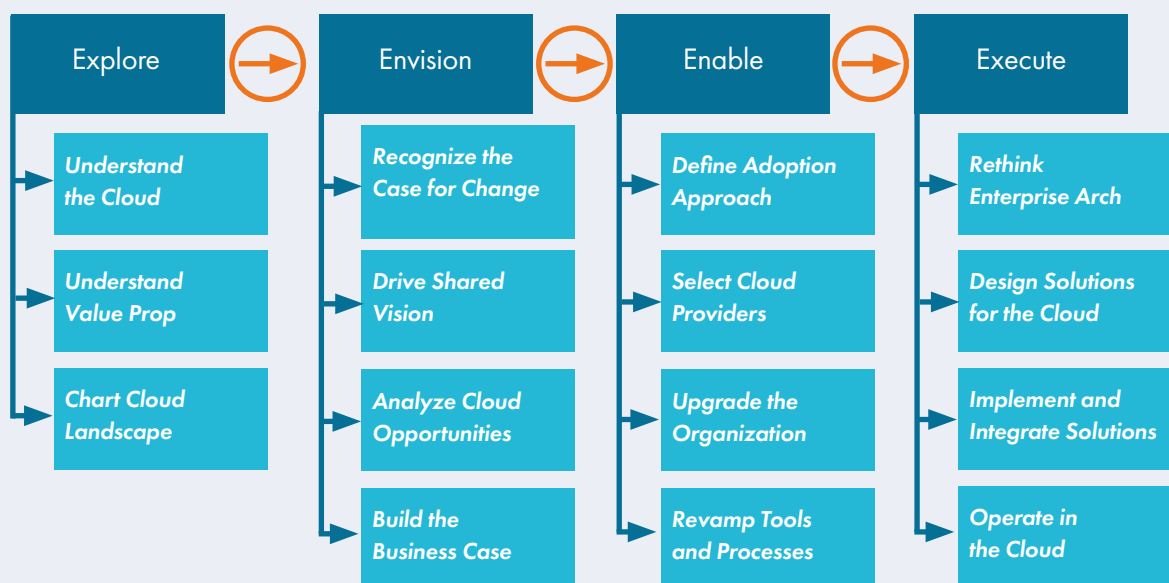 Explore
Understand
the Cloud
Understand
Value Prop
Chart Cloud
Landscape
Envision
Recognize the
Case for Change
Drive Shared
Vision
Analyze Cloud
Opportunities
Build the
Business Case
Enable
Define Adoption
Approach
Select Cloud
Providers
Upgrade the
Organization
Revamp Tools
and Processes
Execute
Rethink
Enterprise Arch
Design Solutions
for the Cloud
Implement and
Integrate Solutions
Operate in
the Cloud